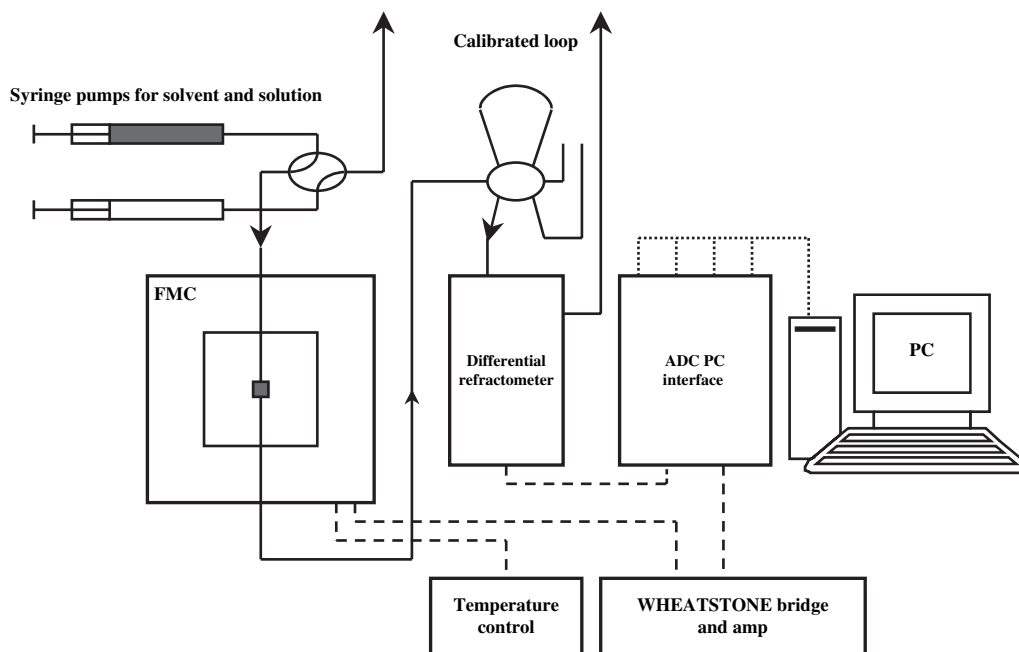 Calibrated loop
Syringe pumps for solvent and solution
FMC
Differential
refractometer
ADC PC
interface
PC
Temperature
control
WHEATSTONE bridge
and amp